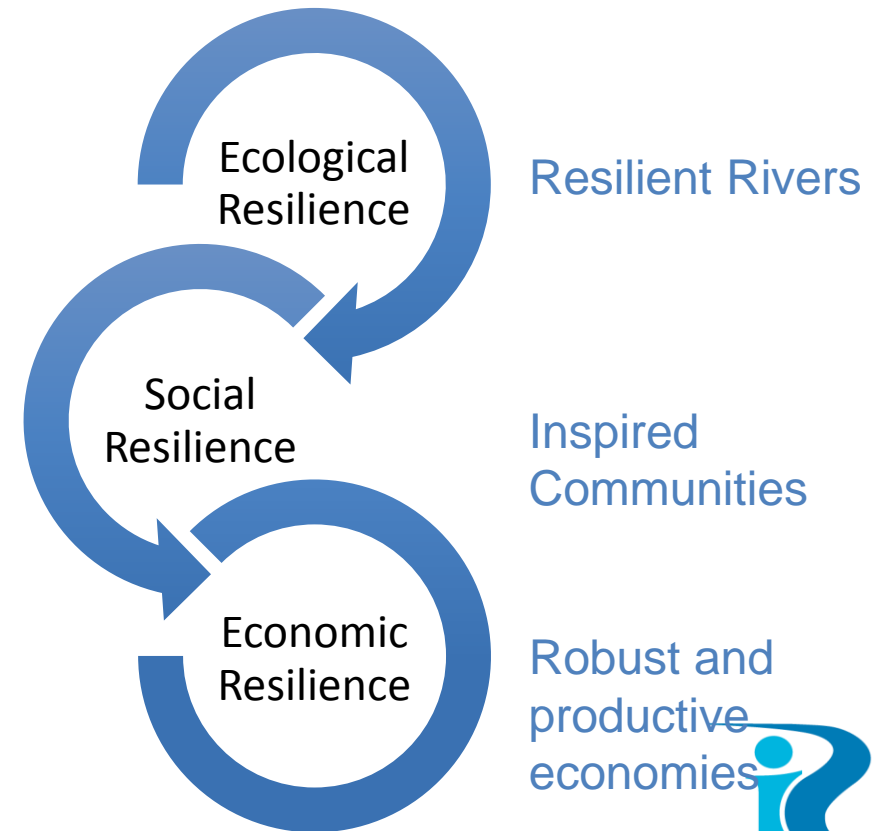 Ecological
Resilience
Resilient Rivers
Social
Resilience
Inspired
Communities
Economic
Resilience
Robust and
productive
economies